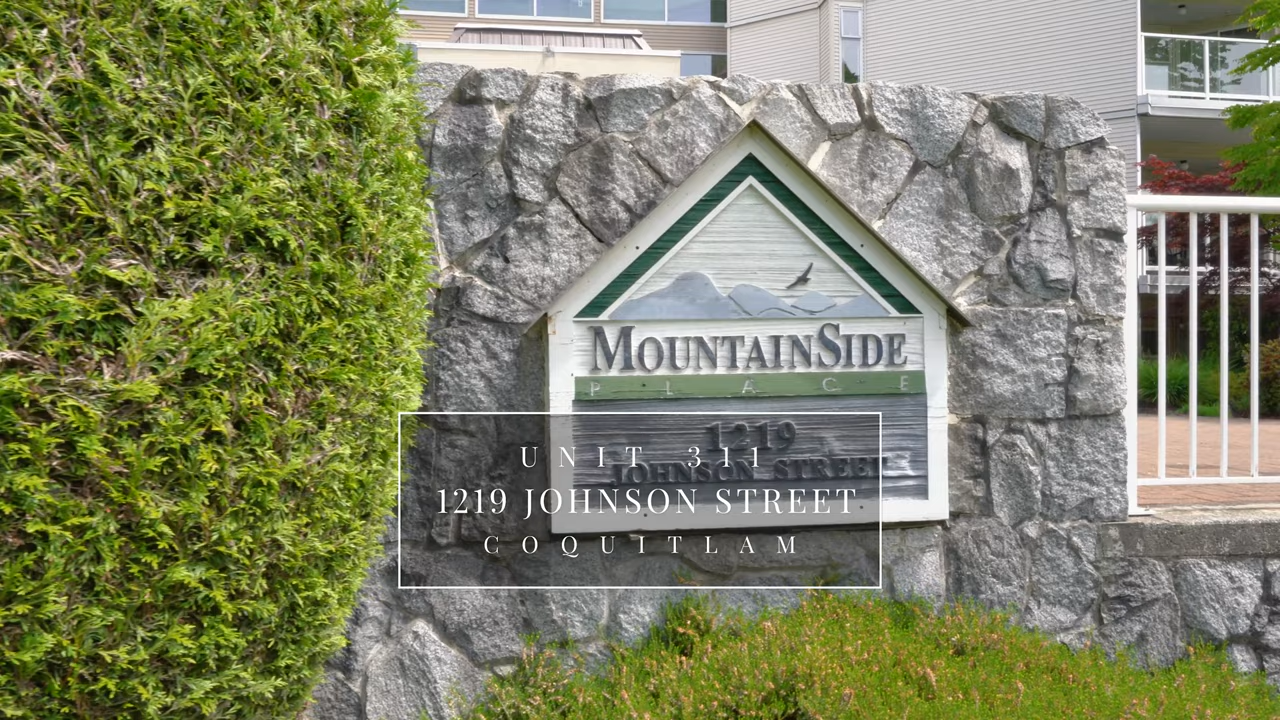 MOUNTAINSIDE
PLACE
1219
JOHNSON STREET
UNIT 311
1219 JOHNSON STREET
COQUITLAM